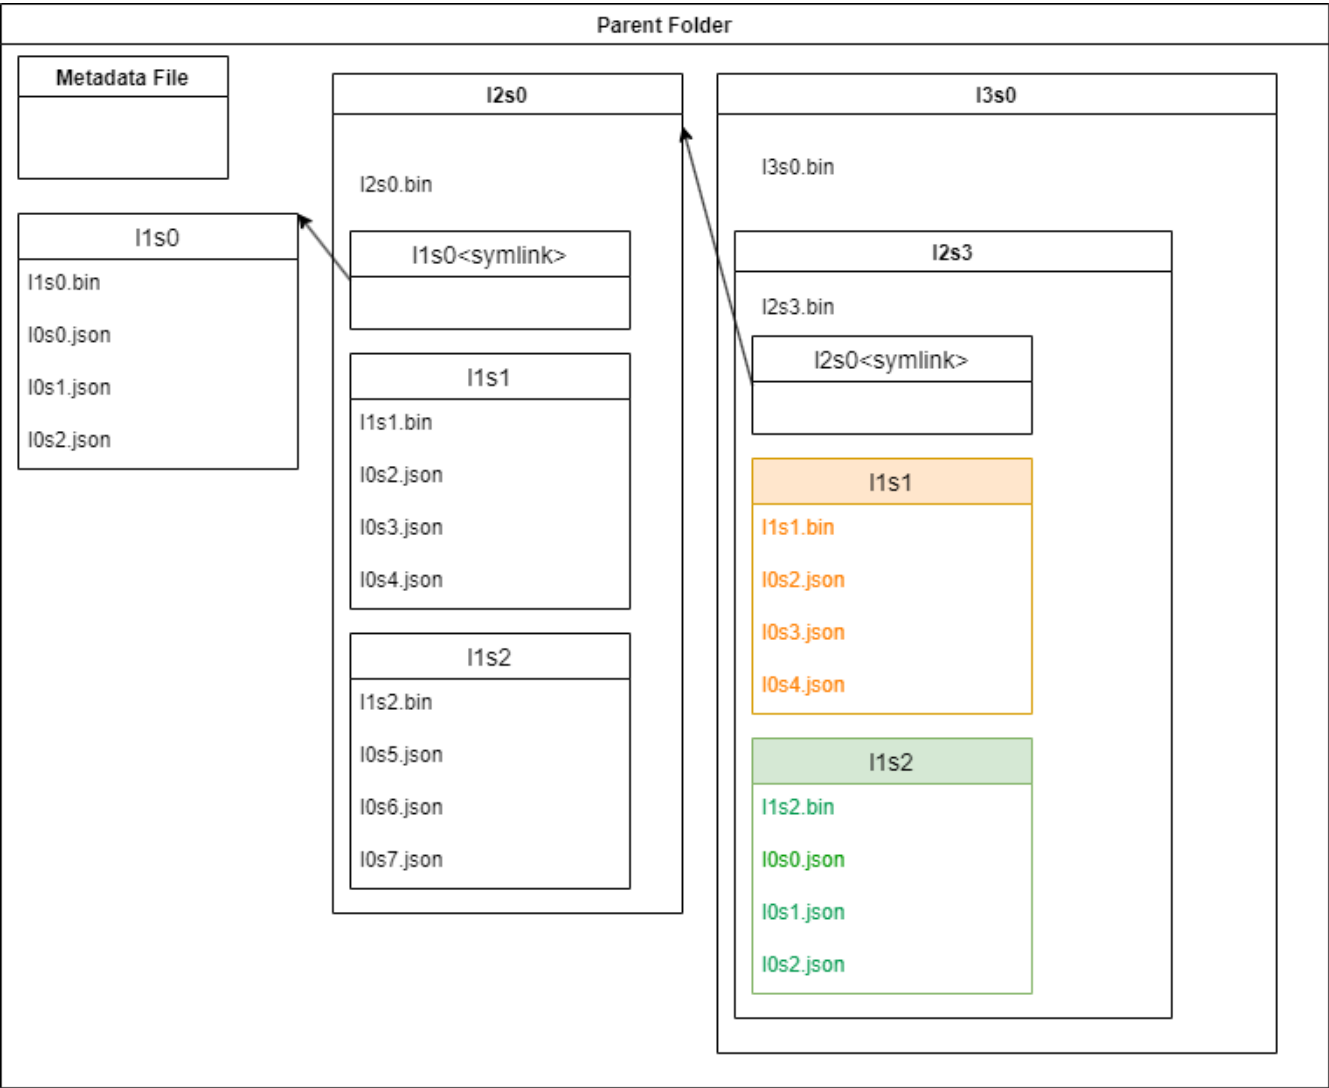 Parent Folder
Metadata File
l1s0
l1s0.bin
l0s0.json
l0s1.json
l0s2.json
l2s0
l2s0.bin
l1s0<symlink>
l1s1
l1s1.bin
l0s2.json
l0s3.json
l0s4.json
l1s2
l1s2.bin
l0s5.json
l0s6.json
l0s7.json
l3s0
l3s0.bin
l2s3
l2s3.bin
l2s0<symlink>
l1s1
l1s1.bin
l0s2.json
l0s3.json
l0s4.json
l1s2
l1s2.bin
l0s0.json
l0s1.json
l0s2.json